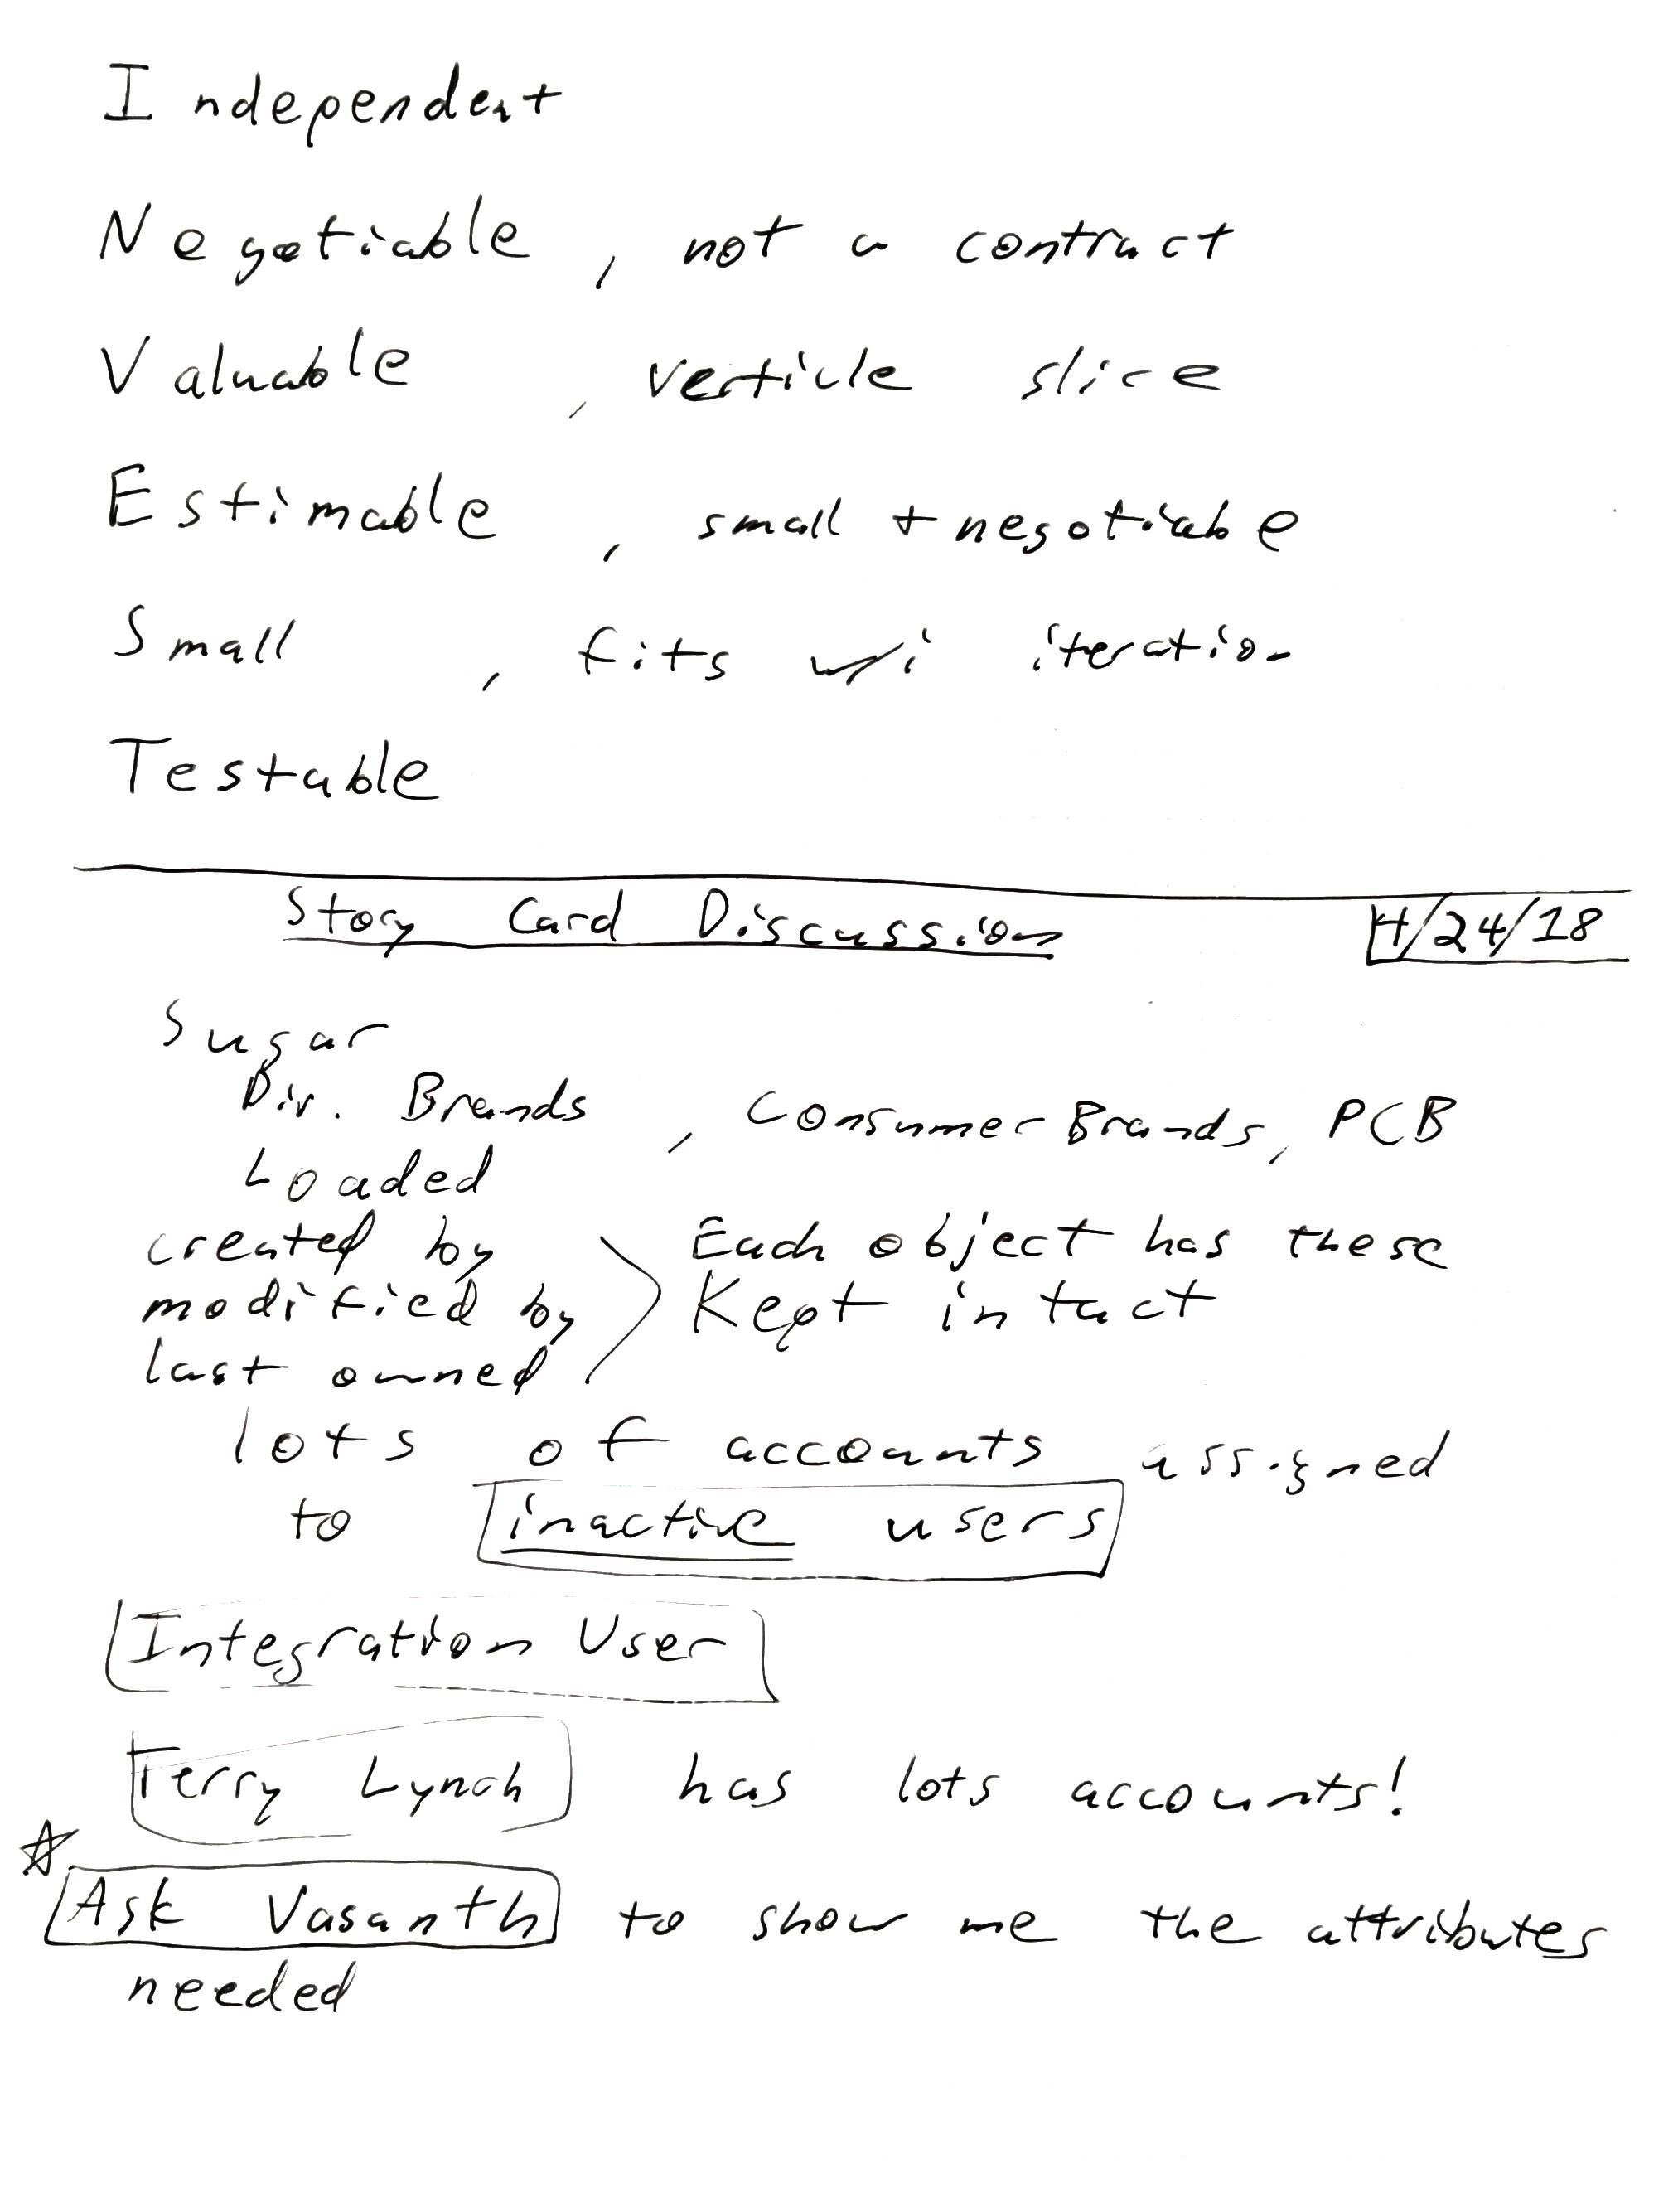 Independent
Negotiable, not a contract
Valuable, verticle slice
Estimable, small + negotiable
Small, fits w/i iteration
Testable
Story Card Discussion 4/24/18
Sugar
Div. Brands, Consumer Brands, PCB
Loaded
created by Each object has these
modified by Kept intact
last owned
lots of accounts assigned
to inactive users
Integration User
Terry Lynch has lots accounts!
Ask Vasanth to show me the attributes
needed